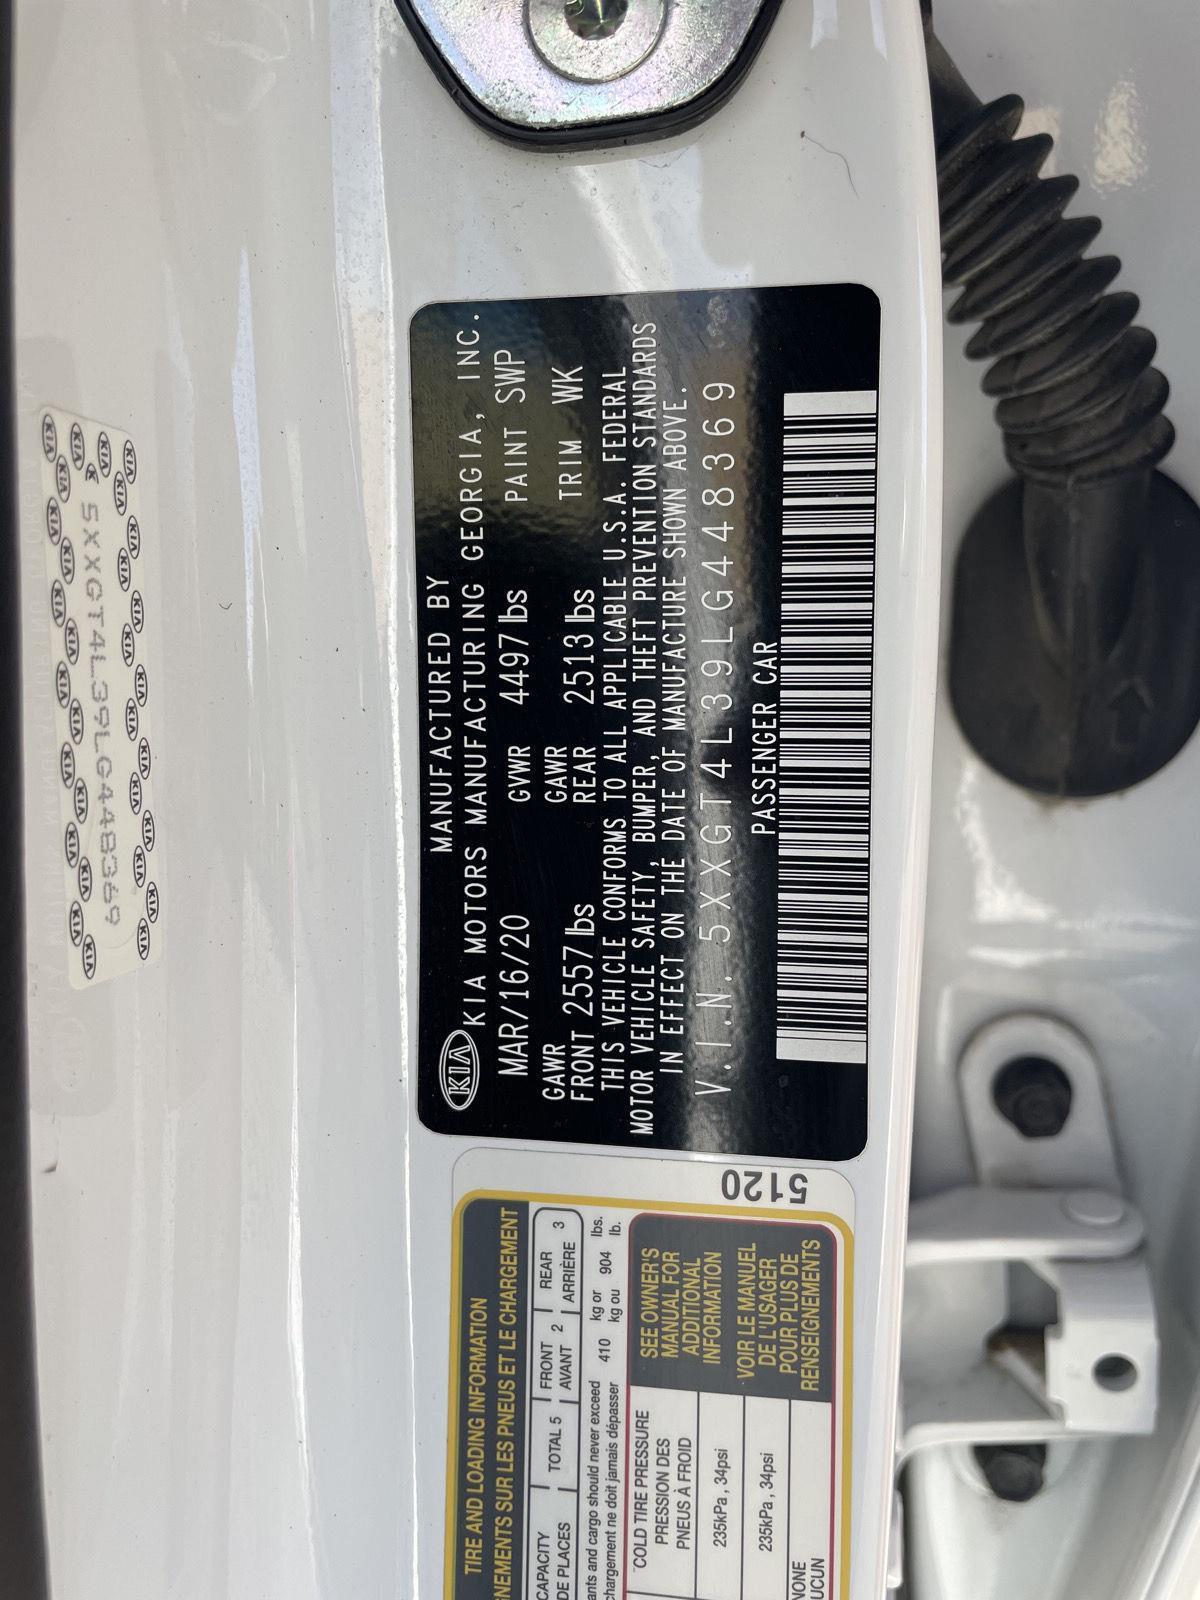 KIA
5XXGT4L39LG448369
MANUFACTURED BY
KIA MOTORS MANUFACTURING GEORGIA, INC.
MAR/16/20 GVWR 4497 lbs PAINT SWP
GAWR FRONT 2557 lbs GAWR REAR 2513 lbs TRIM WK
THIS VEHICLE CONFORMS TO ALL APPLICABLE U.S.A. FEDERAL
MOTOR VEHICLE SAFETY, BUMPER, AND THEFT PREVENTION STANDARDS
IN EFFECT ON THE DATE OF MANUFACTURE SHOWN ABOVE.
V.I.N. 5XXGT4L39LG448369
PASSENGER CAR
5120
TIRE AND LOADING INFORMATION
SUR LES PNEUS ET LE CHARGEMENT
CAPACITY TOTAL 5 FRONT 2 REAR 3
DE PLACES AVANT ARRIÈRE
and cargo should never exceed 410 kg or 904 lbs.
chargement ne doit jamais dépasser kg ou lb.
COLD TIRE PRESSURE
PRESSION DES
PNEUS À FROID
235kPa, 34psi
235kPa, 34psi
SEE OWNER'S
MANUAL FOR
ADDITIONAL
INFORMATION
VOIR LE MANUEL
DE L'USAGER
POUR PLUS DE
RENSEIGNEMENTS